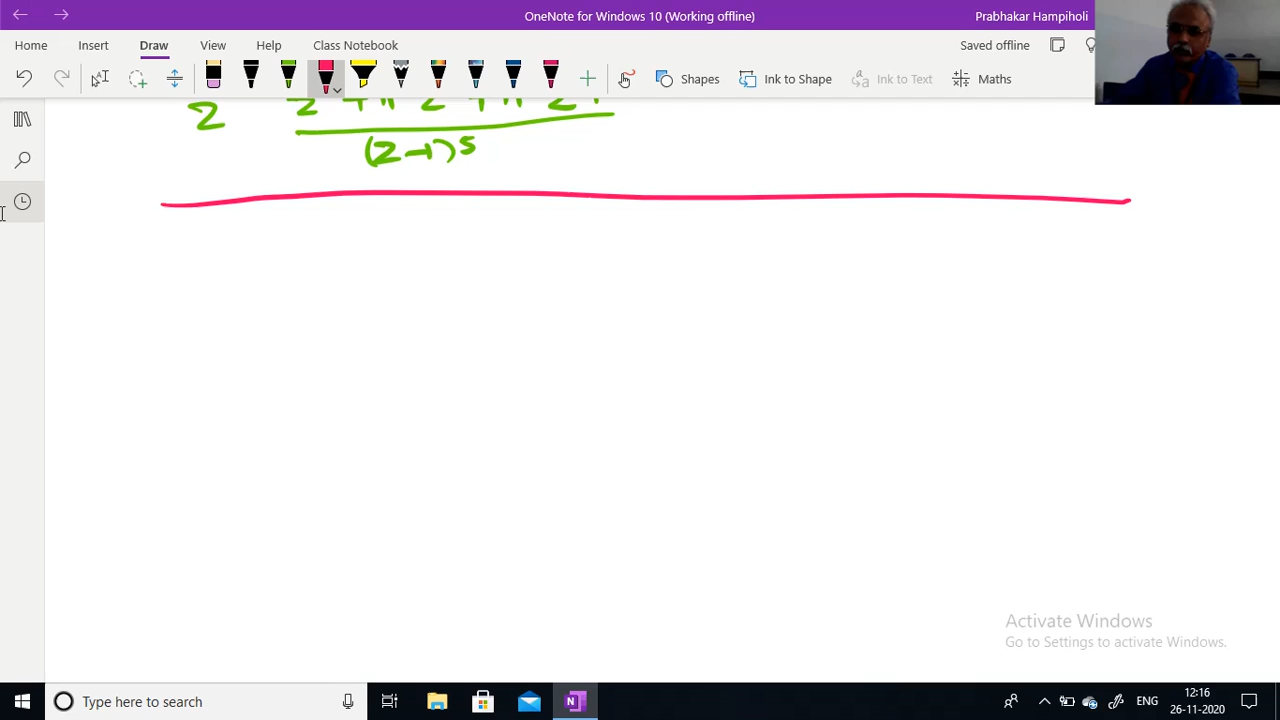 OneNote for Windows 10 (Working offline)
Prabhakar Hampiholi
Home Insert Draw View Help Class Notebook Saved offline
Shapes Ink to Shape Ink to Text Maths
z
(z-1)^5
Activate Windows
Go to Settings to activate Windows.
Type here to search
ENG
12:16
26-11-2020